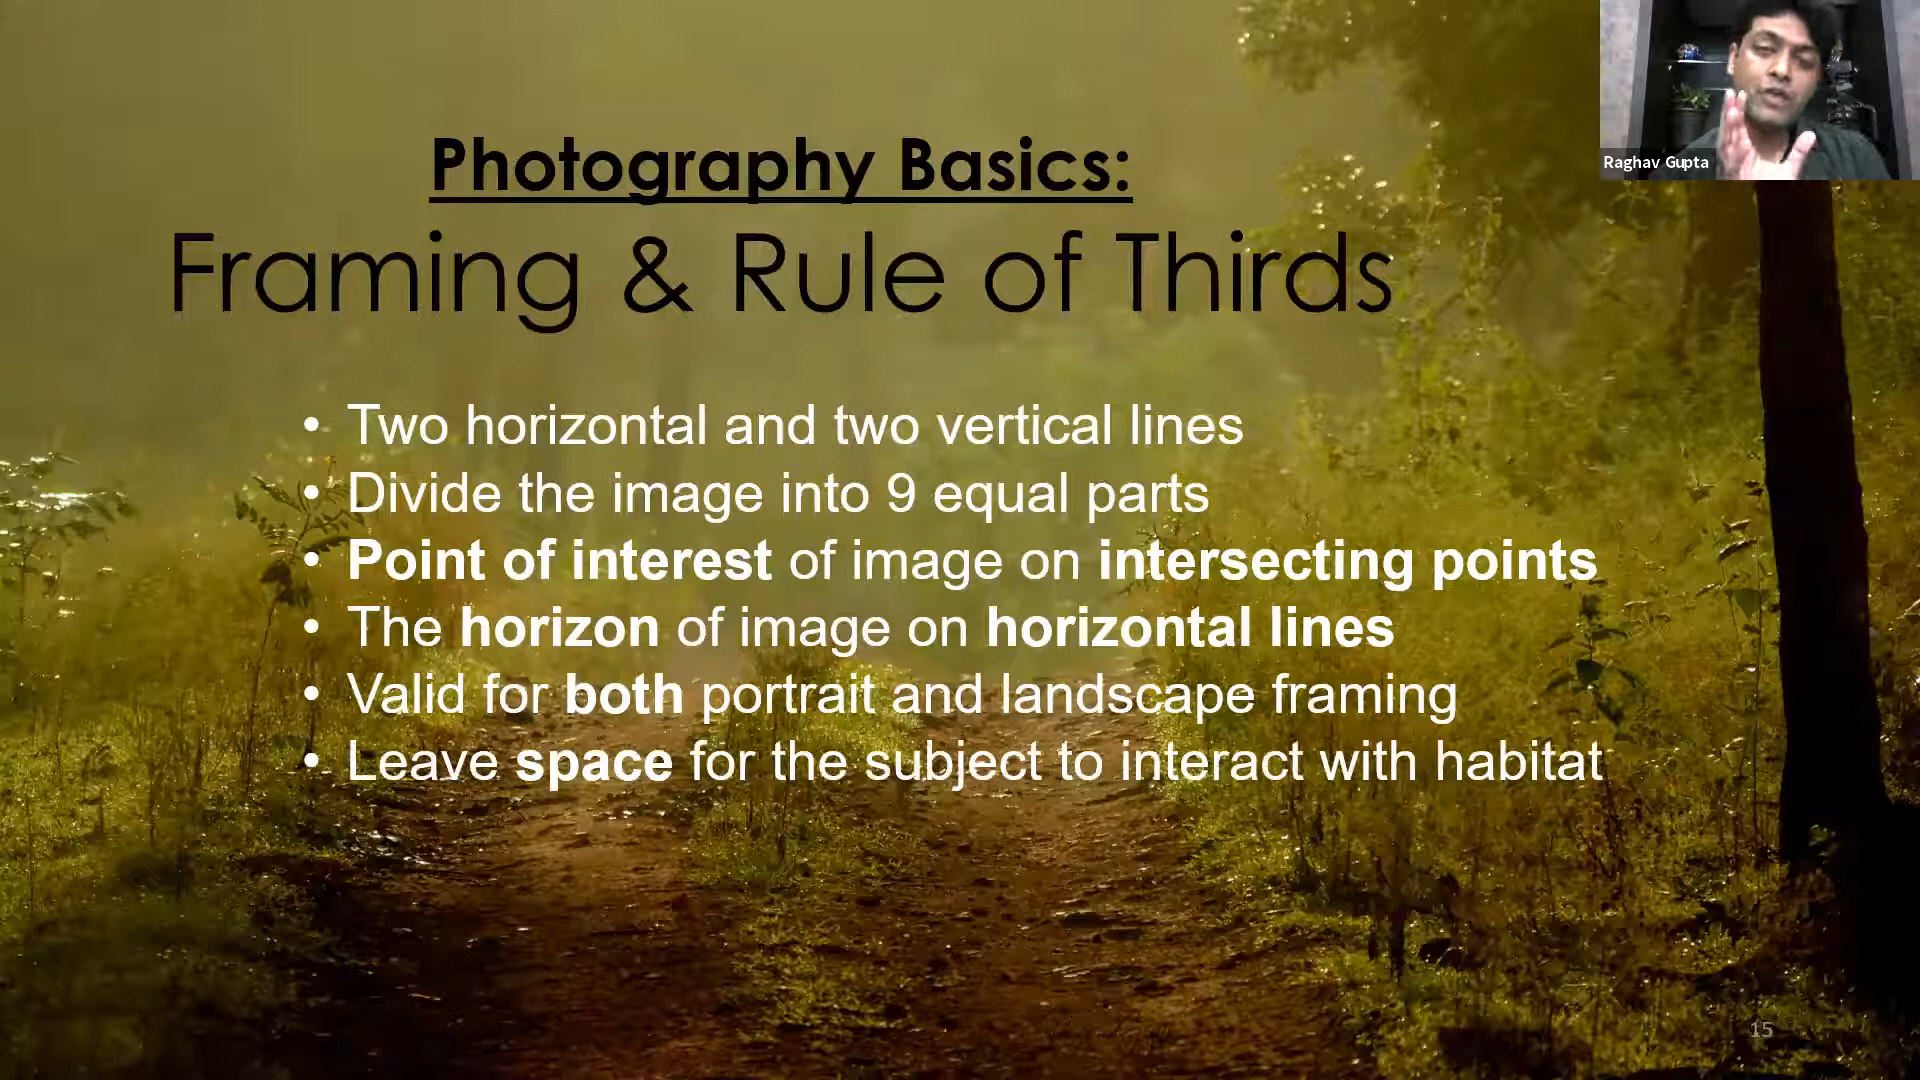 Raghav Gupta
Photography Basics:
Framing & Rule of Thirds
• Two horizontal and two vertical lines
• Divide the image into 9 equal parts
• Point of interest of image on intersecting points
• The horizon of image on horizontal lines
• Valid for both portrait and landscape framing
• Leave space for the subject to interact with habitat
15